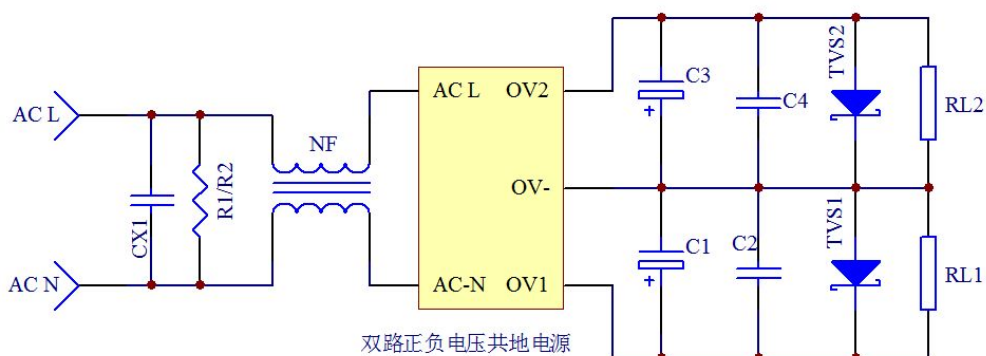 TVS2
C3
AC L
OV2
C4
RL2
AC L
NF
R1/R2
OV-
CX1
TVS1
C1
C2
AC N
AC-N
OV1
RL1
+
+
双路正负电压共地电源